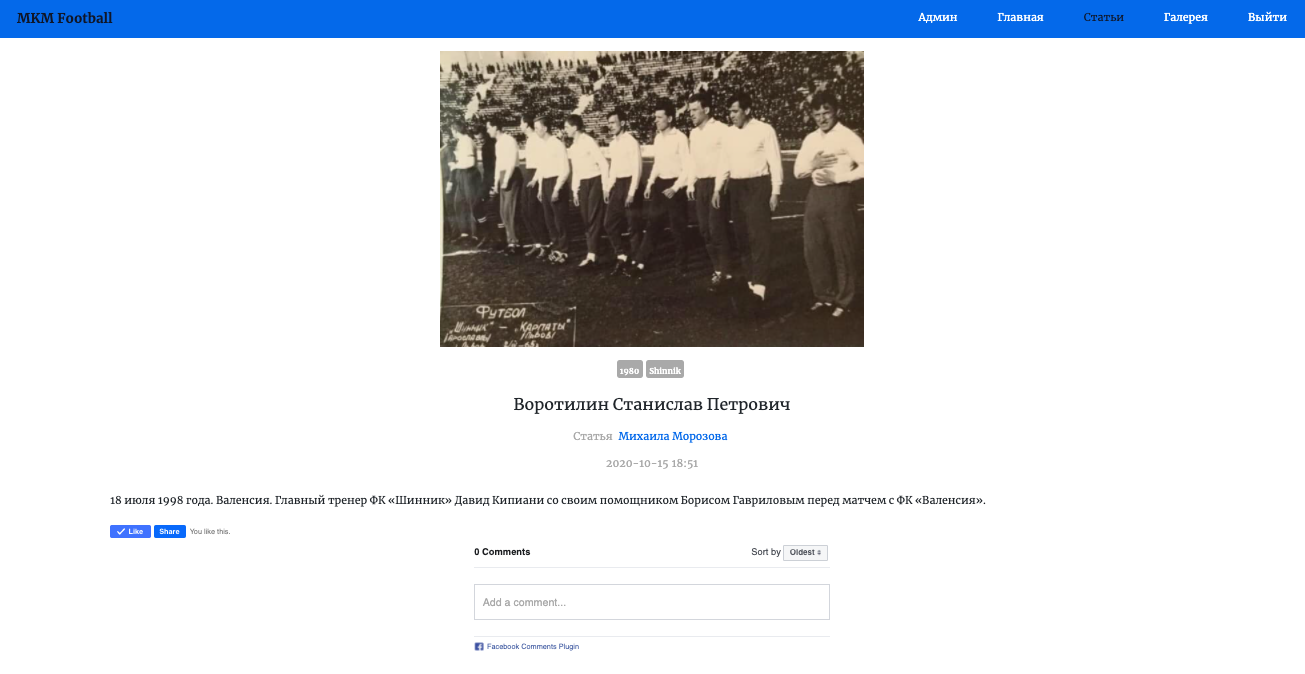 MKM Football
Админ Главная Статьи Галерея Выйти
ФУТБОЛ
"Шинник" – "КАРПАТЫ"
1980 Shinnik
Воротилин Станислав Петрович
Статья Михаила Морозова
2020-10-15 18:51
18 июля 1998 года. Валенсия. Главный тренер ФК «Шинник» Давид Кипиани со своим помощником Борисом Гавриловым перед матчем с ФК «Валенсия».
Like Share You like this.
0 Comments Sort by Oldest
Add a comment...
Facebook Comments Plugin